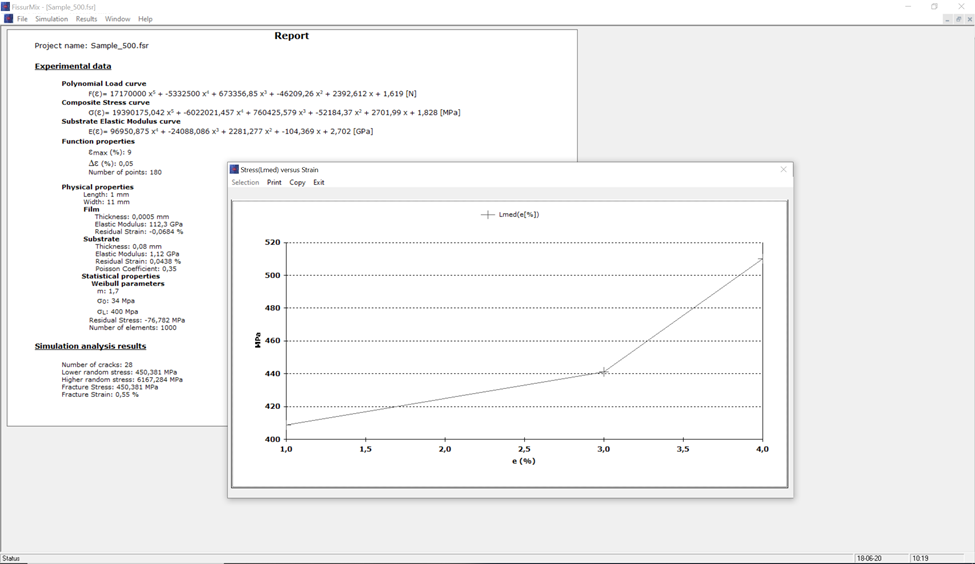 FissurMix - [Sample_500.fsr]
File Simulation Results Window Help
Report
Project name: Sample_500.fsr
Experimental data
Polynomial Load curve
F(ε)= 17170000 x⁵ + -5332500 x⁴ + 673356,85 x³ + -46209,26 x² + 2392,612 x + 1,619 [N]
Composite Stress curve
σ(ε)= 19390175,042 x⁵ + -6022021,457 x⁴ + 760425,579 x³ + -52184,37 x² + 2701,99 x + 1,828 [MPa]
Substrate Elastic Modulus curve
E(ε)= 96950,875 x⁴ + -24088,086 x³ + 2281,277 x² + -104,369 x + 2,702 [GPa]
Function properties
εmax (%): 9
Δε (%): 0,05
Number of points: 180
Physical properties
Length: 1 mm
Width: 11 mm
Film
Thickness: 0,0005 mm
Elastic Modulus: 112,3 GPa
Residual Strain: -0,0684 %
Substrate
Thickness: 0,08 mm
Elastic Modulus: 1,12 GPa
Residual Strain: 0,0438 %
Poisson Coefficient: 0,35
Statistical properties
Weibull parameters
m: 1,7
σ0: 34 Mpa
σL: 400 Mpa
Residual Stress: -76,782 MPa
Number of elements: 1000
Simulation analysis results
Number of cracks: 28
Lower random stress: 450,381 MPa
Higher random stress: 6167,284 MPa
Fracture Stress: 450,381 MPa
Fracture Strain: 0,55 %
Stress(Lmed) versus Strain
Selection Print Copy Exit
Lmed(e[%])
520
500
480
460
440
420
400
MPa
1,0 1,5 2,0 2,5 3,0 3,5 4,0
e (%)
Status 18-06-20 10:19